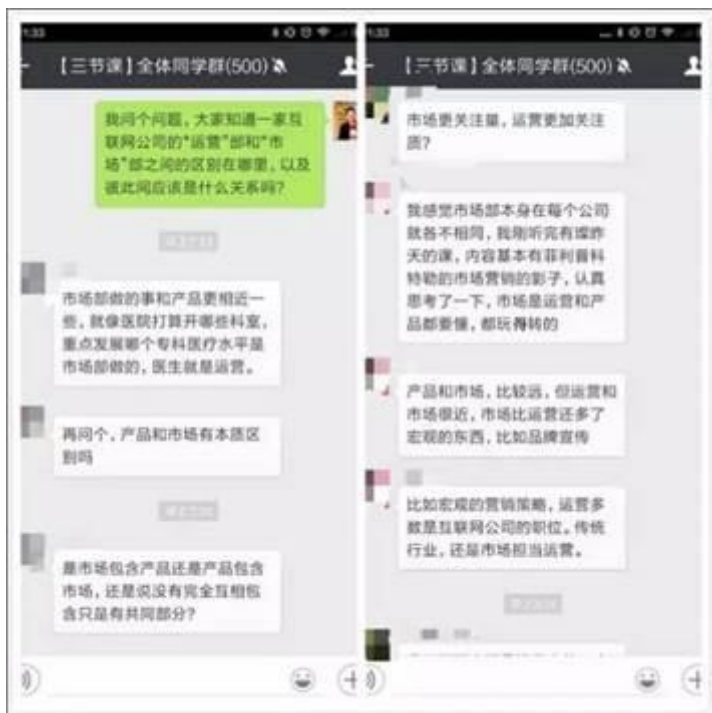 1:33
【三节课】全体同学群(500)
我问个问题，大家知道一家互
联网公司的“运营”部和“市
场”部之间的区别在哪里，以及
彼此间应该是什么关系吗？
市场部做的事和产品更相近一
些，就像医院打算开哪些科室，
重点发展哪个专科医疗水平是
市场部做的，医生就是运营。
再问个，产品和市场有本质区
别吗
是市场包含产品还是产品包含
市场，还是说没有完全互相包
含只是有共同部分？
1:33
【三节课】全体同学群(500)
市场更关注量，运营更加关注
质？
我感觉市场部本身在每个公司
就各不相同，我刚听完有璨昨
天的课，内容基本有菲利普科
特勒的市场营销的影子，认真
思考了一下，市场是运营和产
品都要懂，都玩得转的
产品和市场，比较远，但运营和
市场很近，市场比运营还多了
宏观的东西，比如品牌宣传
比如宏观的营销策略，运营多
数是互联网公司的职位。传统
行业，还是市场担当运营。